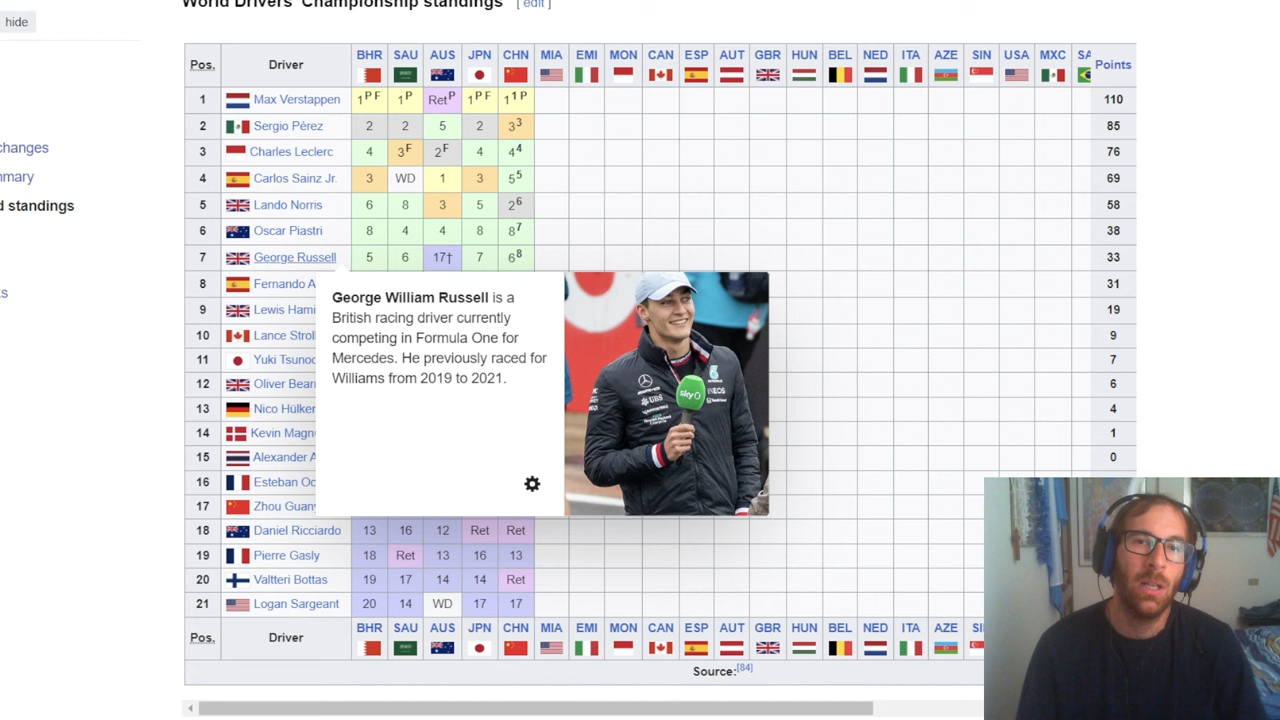 World Drivers' Championship standings [ edit ]
hide
Pos. Driver BHR SAU AUS JPN CHN MIA EMI MON CAN ESP AUT GBR HUN BEL NED ITA AZE SIN USA MXC SA Points
1 Max Verstappen 1 P F 1 P Ret P 1 P F 1 1 P 110
2 Sergio Pérez 2 2 5 2 3 3 85
changes
3 Charles Leclerc 4 3 F 2 F 4 4 4 76
mmary
4 Carlos Sainz Jr. 3 WD 1 3 5 5 69
d standings
5 Lando Norris 6 8 3 5 2 6 58
6 Oscar Piastri 8 4 4 8 8 7 38
7 George Russell 5 6 17† 7 6 8 33
8 Fernando A 31
9 Lewis Hami 19
10 Lance Stroll 9
11 Yuki Tsuno 7
12 Oliver Bear 6
13 Nico Hülker 4
14 Kevin Magn 1
15 Alexander A 0
16 Esteban Oc
17 Zhou Guany
George William Russell is a
British racing driver currently
competing in Formula One for
Mercedes. He previously raced for
Williams from 2019 to 2021.
UBS
INEOS
sky
18 Daniel Ricciardo 13 16 12 Ret Ret
19 Pierre Gasly 18 Ret 13 16 13
20 Valtteri Bottas 19 17 14 14 Ret
21 Logan Sargeant 20 14 WD 17 17
Pos. Driver BHR SAU AUS JPN CHN MIA EMI MON CAN ESP AUT GBR HUN BEL NED ITA AZE SI
Source:[84]